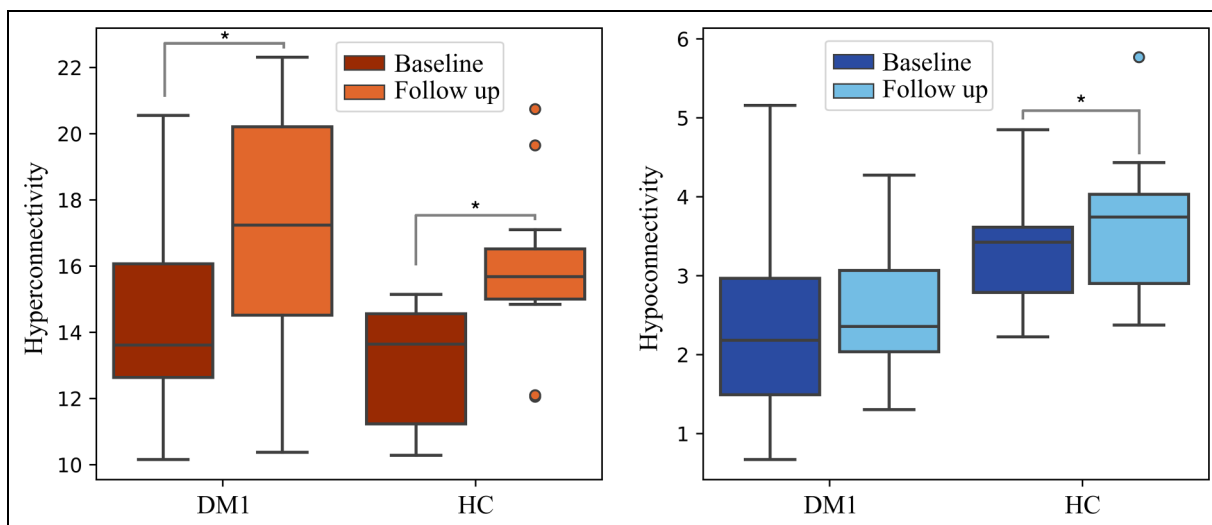 Hyperconnectivity
22
20
18
16
14
12
10
*
*
Baseline
Follow up
DM1
HC
Hypoconnectivity
6
5
4
3
2
1
Baseline
Follow up
*
DM1
HC